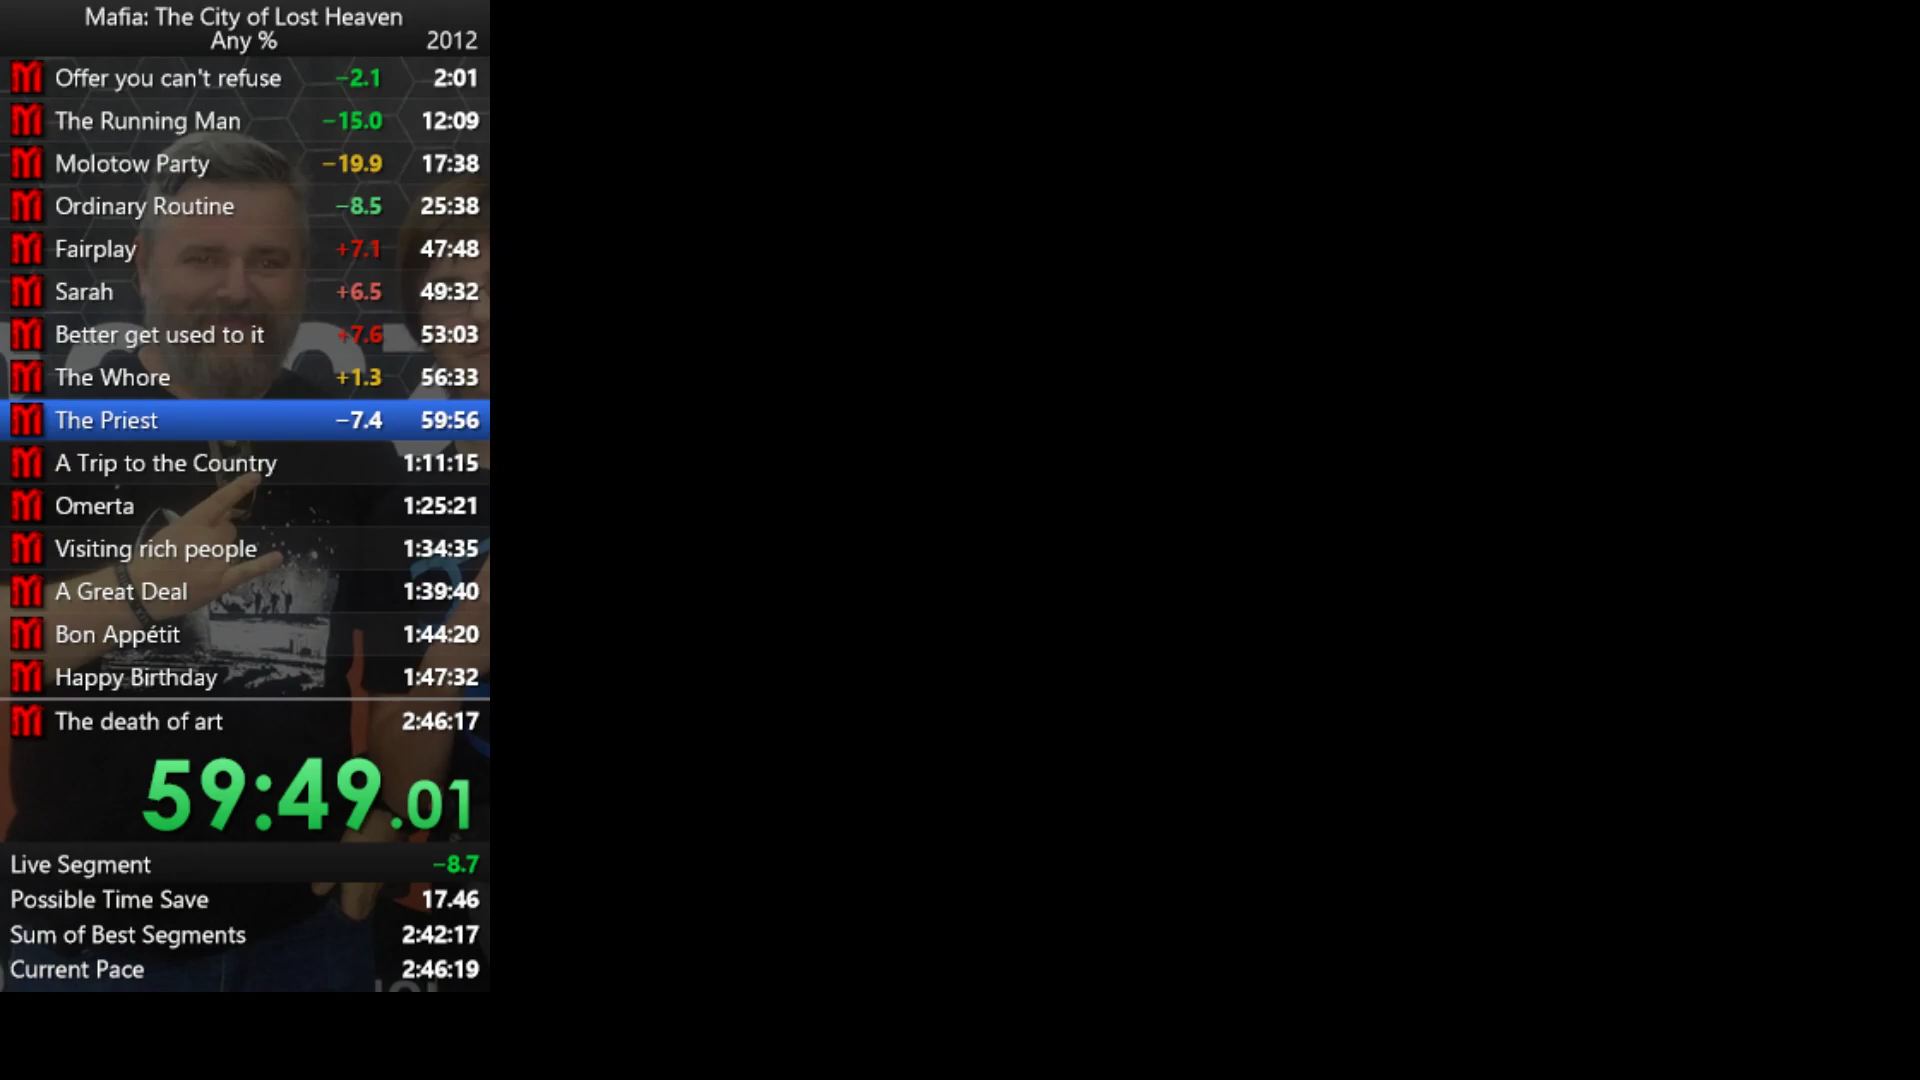 Mafia: The City of Lost Heaven
Any % 2012
Offer you can't refuse −2.1 2:01
The Running Man −15.0 12:09
Molotow Party −19.9 17:38
Ordinary Routine −8.5 25:38
Fairplay +7.1 47:48
Sarah +6.5 49:32
Better get used to it +7.6 53:03
The Whore +1.3 56:33
The Priest −7.4 59:56
A Trip to the Country 1:11:15
Omerta 1:25:21
Visiting rich people 1:34:35
A Great Deal 1:39:40
Bon Appétit 1:44:20
Happy Birthday 1:47:32
The death of art 2:46:17
59:49.01
Live Segment −8.7
Possible Time Save 17.46
Sum of Best Segments 2:42:17
Current Pace 2:46:19